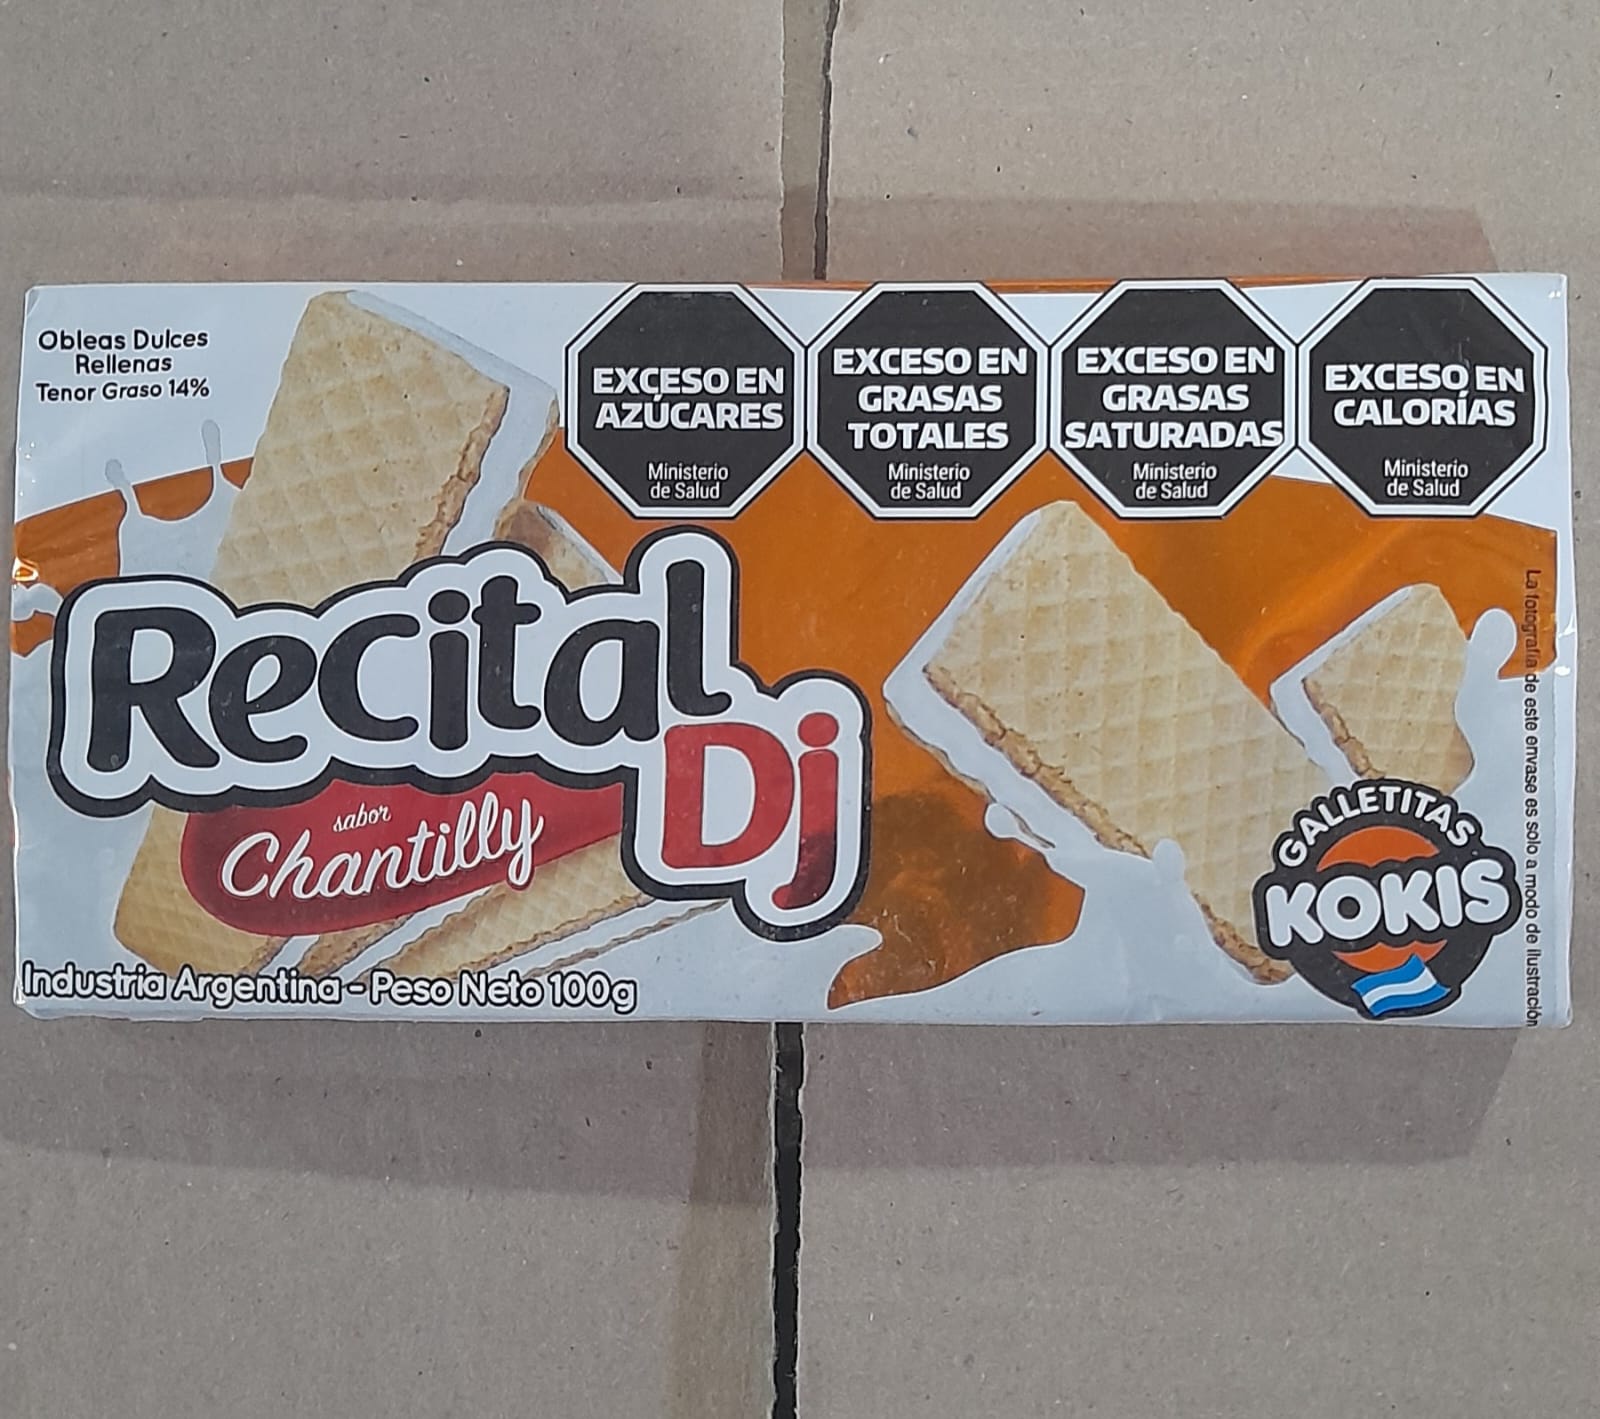 Obleas Dulces
Rellenas
Tenor Graso 14%
EXCESO EN
AZÚCARES
Ministerio
de Salud
EXCESO EN
GRASAS
TOTALES
Ministerio
de Salud
EXCESO EN
GRASAS
SATURADAS
Ministerio
de Salud
EXCESO EN
CALORÍAS
Ministerio
de Salud
Recital
Dj
sabor
Chantilly
GALLETITAS
KOKIS
Industria Argentina - Peso Neto 100g
La fotografía de este envase es solo a modo de ilustración